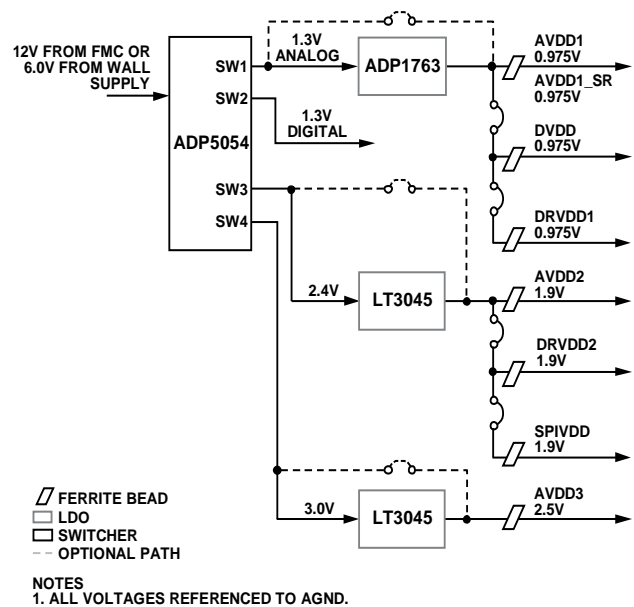 12V FROM FMC OR
6.0V FROM WALL
SUPPLY
ADP5054
SW1
SW2
SW3
SW4
1.3V
ANALOG
ADP1763
1.3V
DIGITAL
AVDD1
0.975V
AVDD1_SR
0.975V
DVDD
0.975V
DRVDD1
0.975V
2.4V
LT3045
AVDD2
1.9V
DRVDD2
1.9V
SPIVDD
1.9V
3.0V
LT3045
AVDD3
2.5V
FERRITE BEAD
LDO
SWITCHER
OPTIONAL PATH
NOTES
1. ALL VOLTAGES REFERENCED TO AGND.